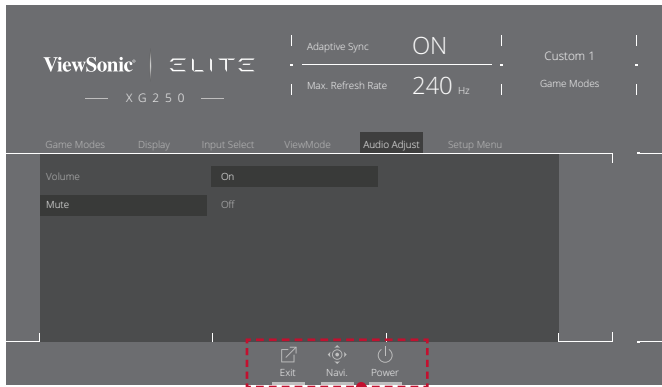 ViewSonic® | ELITE
XG250
Adaptive Sync ON
Max. Refresh Rate 240 Hz
Custom 1
Game Modes
Game Modes Display Input Select ViewMode Audio Adjust Setup Menu
Volume On
Mute Off
Exit Navi. Power